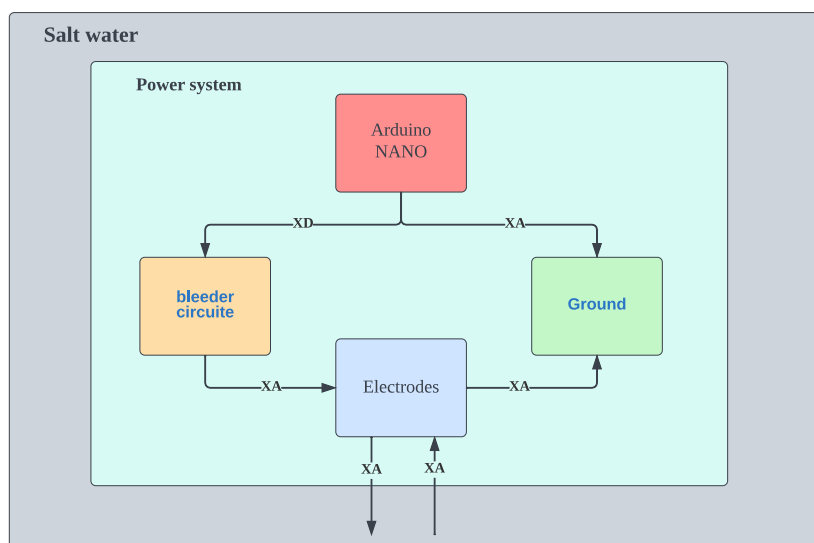 Salt water
Power system
Arduino
NANO
XD
XA
bleeder
circuite
Ground
XA
Electrodes
XA
XA
XA